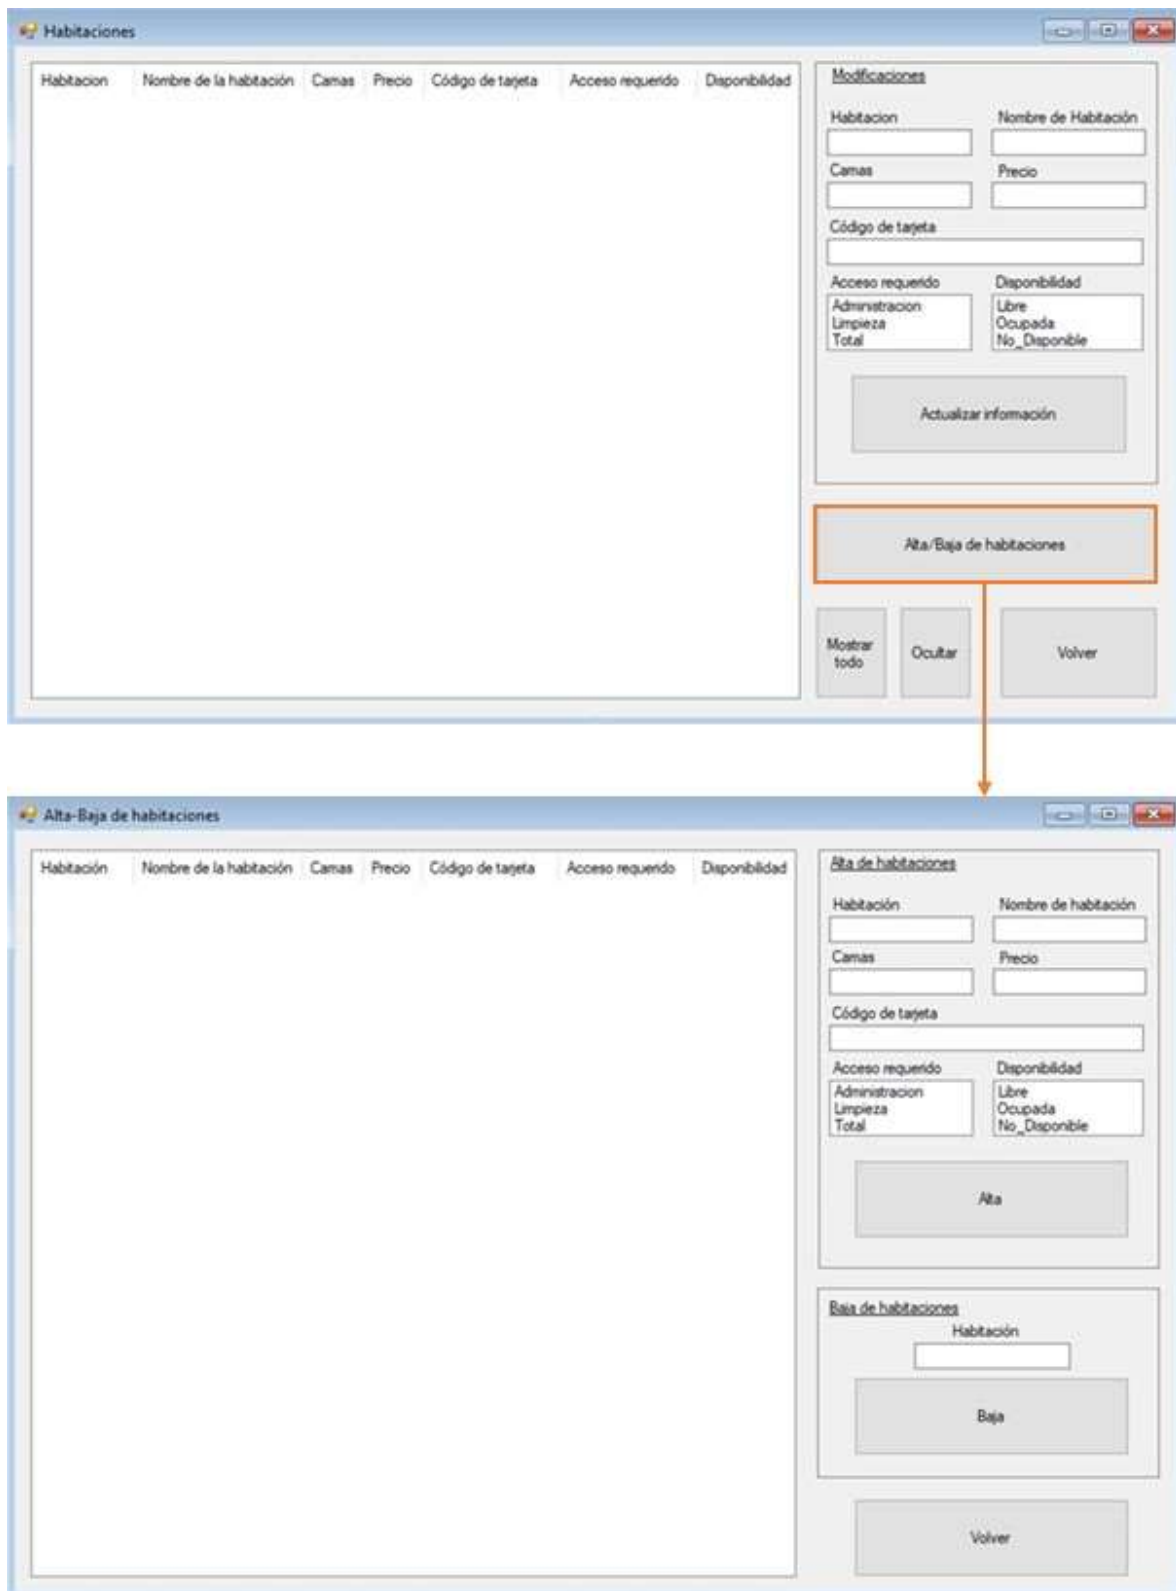 Habitaciones
Habitacion Nombre de la habitación Camas Precio Código de tarjeta Acceso requerido Disponibilidad
Modificaciones
Habitacion Nombre de Habitación
Camas Precio
Código de tarjeta
Acceso requerido Disponibilidad
Administracion Libre
Limpieza Ocupada
Total No_Disponible
Actualizar información
Alta/Baja de habitaciones
Mostrar
todo
Ocultar
Volver
Alta-Baja de habitaciones
Habitación Nombre de la habitación Camas Precio Código de tarjeta Acceso requerido Disponibilidad
Alta de habitaciones
Habitación Nombre de habitación
Camas Precio
Código de tarjeta
Acceso requerido Disponibilidad
Administracion Libre
Limpieza Ocupada
Total No_Disponible
Alta
Baja de habitaciones
Habitación
Baja
Volver